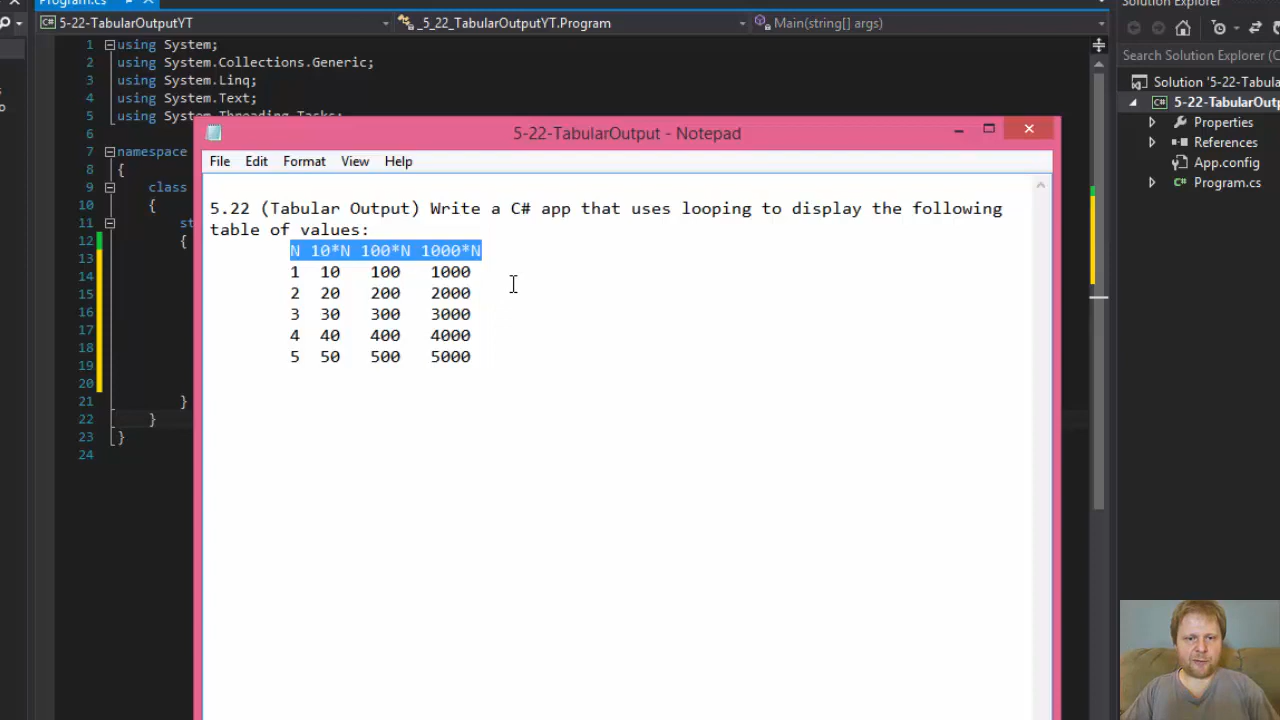 Program.cs
5-22-TabularOutputYT
_5_22_TabularOutputYT.Program
Main(string[] args)
Solution Explorer
Search Solution Explorer (C
Solution '5-22-Tabula
5-22-TabularOutp
Properties
References
App.config
Program.cs
1 using System;
2 using System.Collections.Generic;
3 using System.Linq;
4 using System.Text;
5 using System.Threading.Tasks;
6
7 namespace
8 {
9 class
10 {
11 st
12 {
13
14
15
16
17
18
19
20
21 }
22 }
23 }
24
5-22-TabularOutput - Notepad
File Edit Format View Help
5.22 (Tabular Output) Write a C# app that uses looping to display the following
table of values:
N 10*N 100*N 1000*N
1 10 100 1000
2 20 200 2000
3 30 300 3000
4 40 400 4000
5 50 500 5000